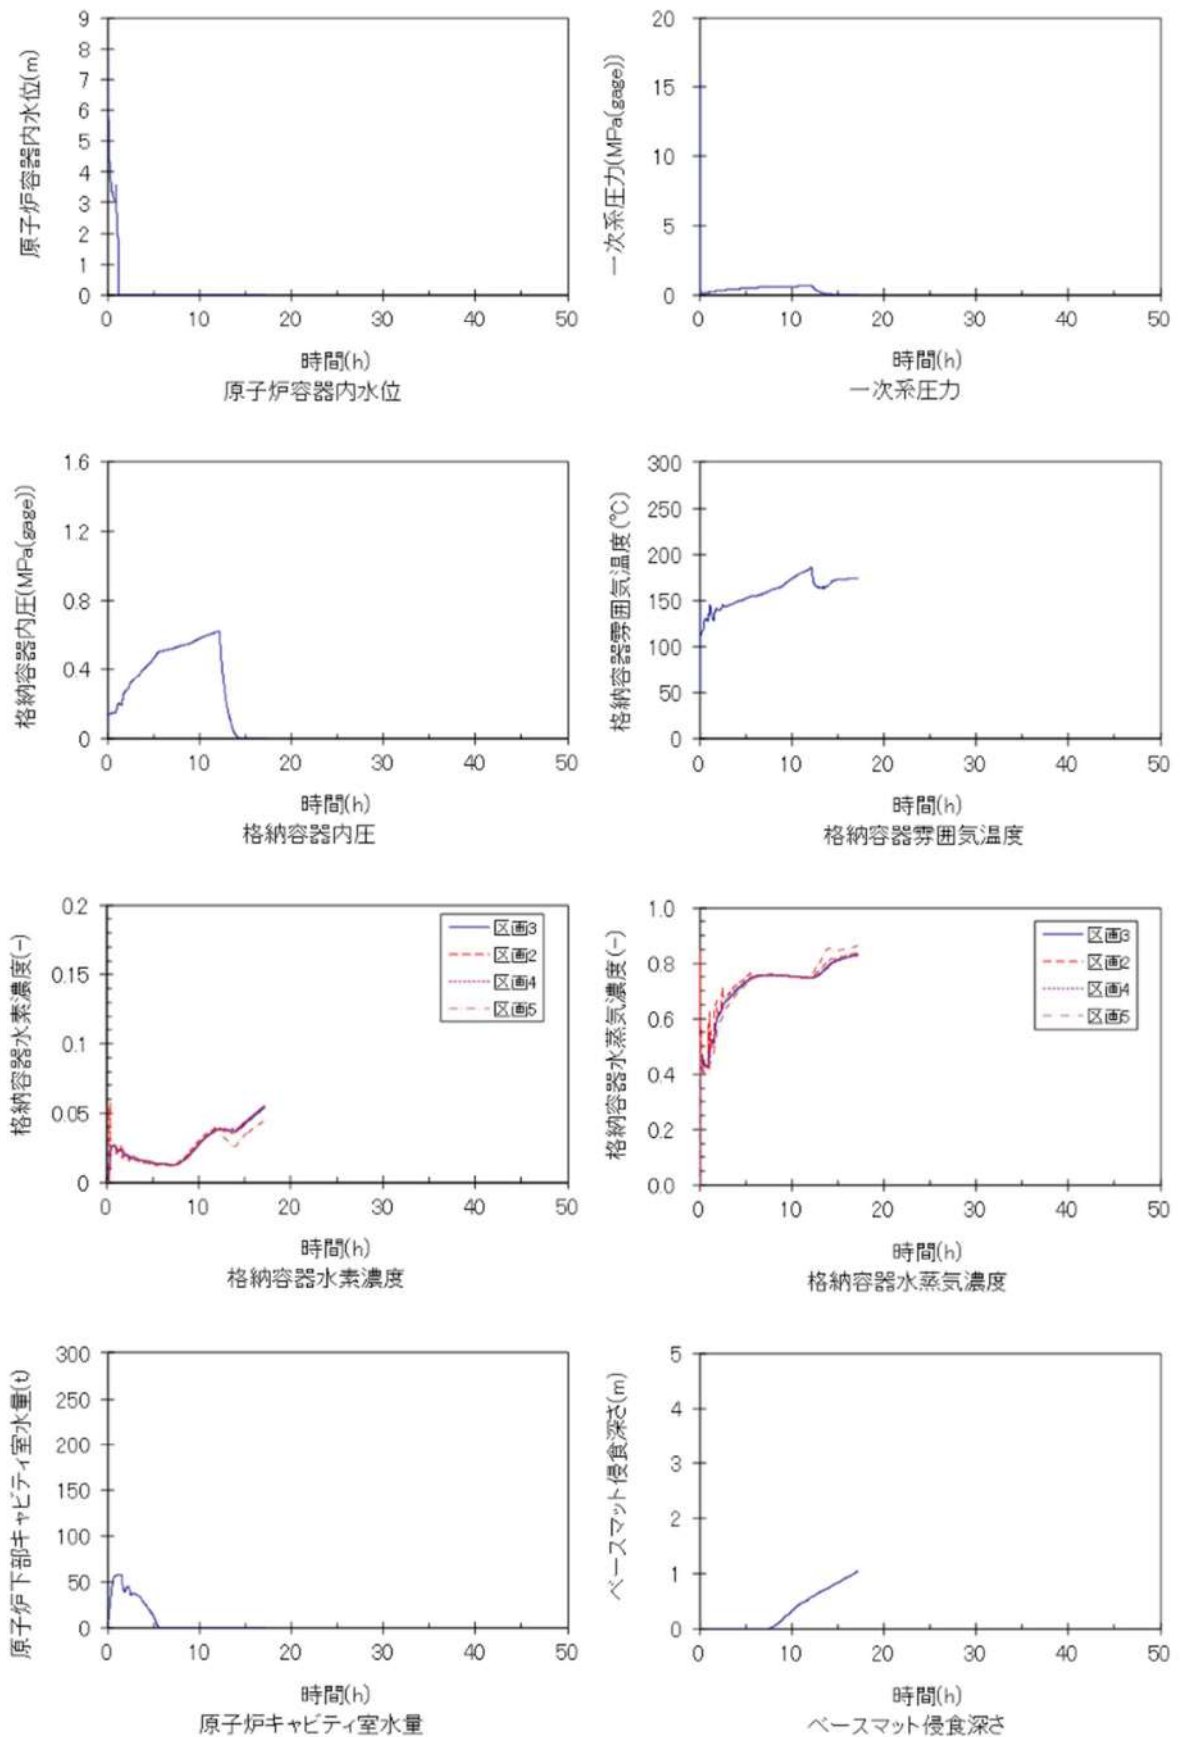 9
8
7
6
5
4
3
2
1
0
原子炉容器内水位(m)
0 10 20 30 40 50
時間(h)
原子炉容器内水位
20
15
10
5
0
一次系圧力(MPa(gage))
0 10 20 30 40 50
時間(h)
一次系圧力
1.6
1.2
0.8
0.4
0
格納容器内圧(MPa(gage))
0 10 20 30 40 50
時間(h)
格納容器内圧
300
250
200
150
100
50
0
格納容器雰囲気温度(℃)
0 10 20 30 40 50
時間(h)
格納容器雰囲気温度
0.2
0.15
0.1
0.05
0
格納容器水素濃度(-)
区画3
区画2
区画4
区画5
0 10 20 30 40 50
時間(h)
格納容器水素濃度
1.0
0.8
0.6
0.4
0.2
0.0
格納容器水蒸気濃度(-)
区画3
区画2
区画4
区画5
0 10 20 30 40 50
時間(h)
格納容器水蒸気濃度
300
250
200
150
100
50
0
原子炉下部キャビティ室水量(t)
0 10 20 30 40 50
時間(h)
原子炉キャビティ室水量
5
4
3
2
1
0
ベースマット侵食深さ(m)
0 10 20 30 40 50
時間(h)
ベースマット侵食深さ